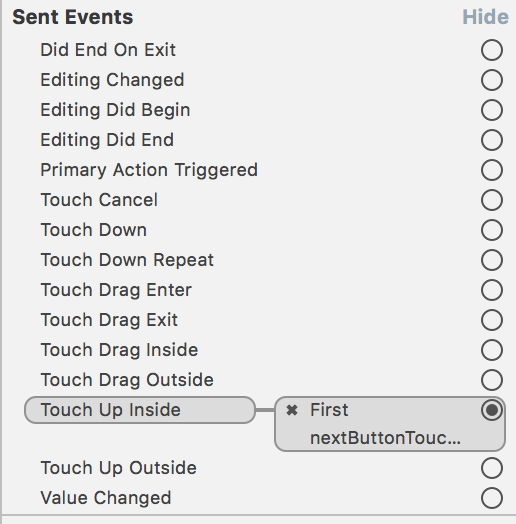 Sent Events Hide
Did End On Exit
Editing Changed
Editing Did Begin
Editing Did End
Primary Action Triggered
Touch Cancel
Touch Down
Touch Down Repeat
Touch Drag Enter
Touch Drag Exit
Touch Drag Inside
Touch Drag Outside
Touch Up Inside ✖ First
nextButtonTouc...
Touch Up Outside
Value Changed